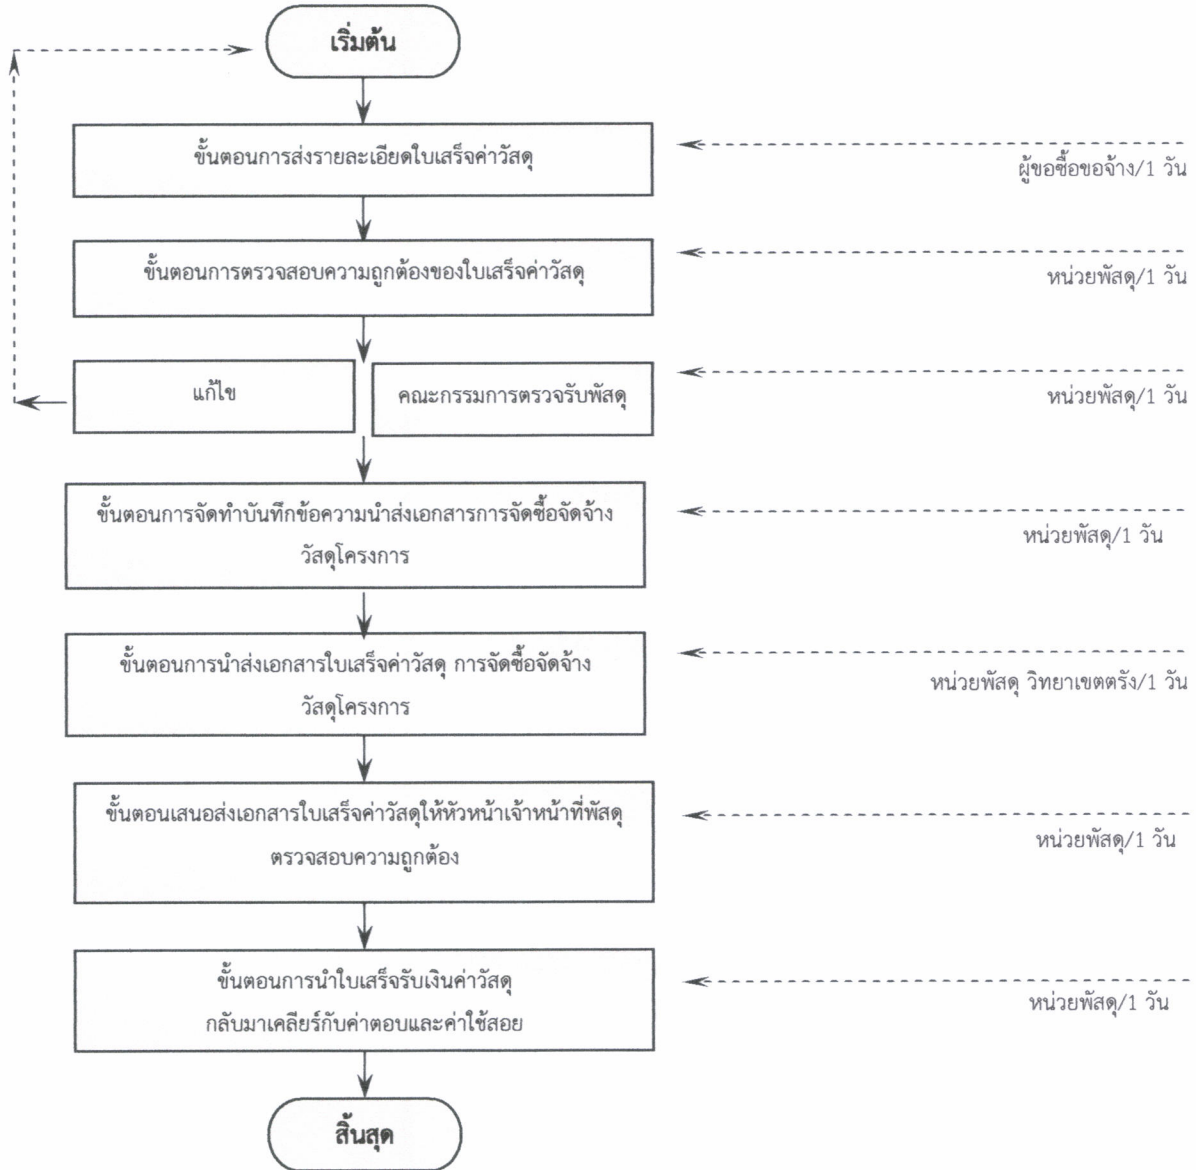 เริ่มต้น
ขั้นตอนการส่งรายละเอียดใบเสร็จค่าวัสดุ
ผู้ขอซื้อขอจ้าง/1 วัน
ขั้นตอนการตรวจสอบความถูกต้องของใบเสร็จค่าวัสดุ
หน่วยพัสดุ/1 วัน
แก้ไข
คณะกรรมการตรวจรับพัสดุ
หน่วยพัสดุ/1 วัน
ขั้นตอนการจัดทำบันทึกข้อความนำส่งเอกสารการจัดซื้อจัดจ้าง
วัสดุโครงการ
หน่วยพัสดุ/1 วัน
ขั้นตอนการนำส่งเอกสารใบเสร็จค่าวัสดุ การจัดซื้อจัดจ้าง
วัสดุโครงการ
หน่วยพัสดุ วิทยาเขตตรัง/1 วัน
ขั้นตอนเสนอส่งเอกสารใบเสร็จค่าวัสดุให้หัวหน้าเจ้าหน้าที่พัสดุ
ตรวจสอบความถูกต้อง
หน่วยพัสดุ/1 วัน
ขั้นตอนการนำใบเสร็จรับเงินค่าวัสดุ
กลับมาเคลียร์กับค่าตอบและค่าใช้สอย
หน่วยพัสดุ/1 วัน
สิ้นสุด